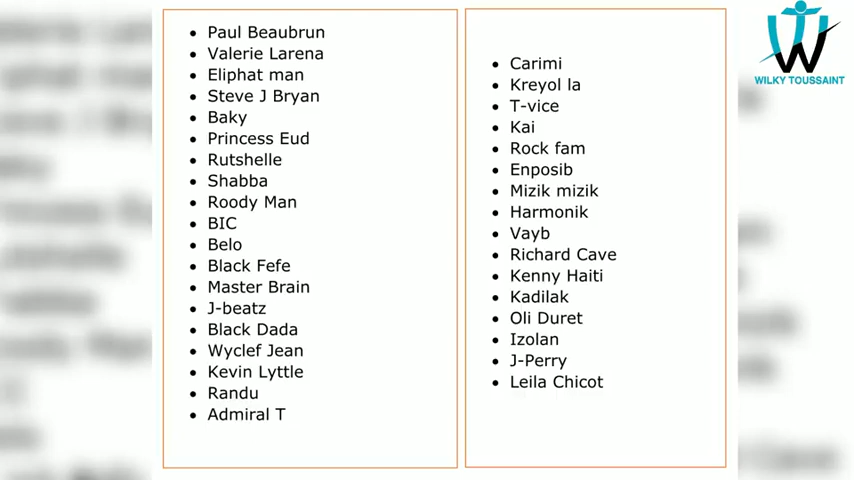 • Paul Beaubrun
• Valerie Larena
• Eliphat man
• Steve J Bryan
• Baky
• Princess Eud
• Rutshelle
• Shabba
• Roody Man
• BIC
• Belo
• Black Fefe
• Master Brain
• J-beatz
• Black Dada
• Wyclef Jean
• Kevin Lyttle
• Randu
• Admiral T
• Carimi
• Kreyol la
• T-vice
• Kai
• Rock fam
• Enposib
• Mizik mizik
• Harmonik
• Vayb
• Richard Cave
• Kenny Haiti
• Kadilak
• Oli Duret
• Izolan
• J-Perry
• Leila Chicot
WILKY TOUSSAINT